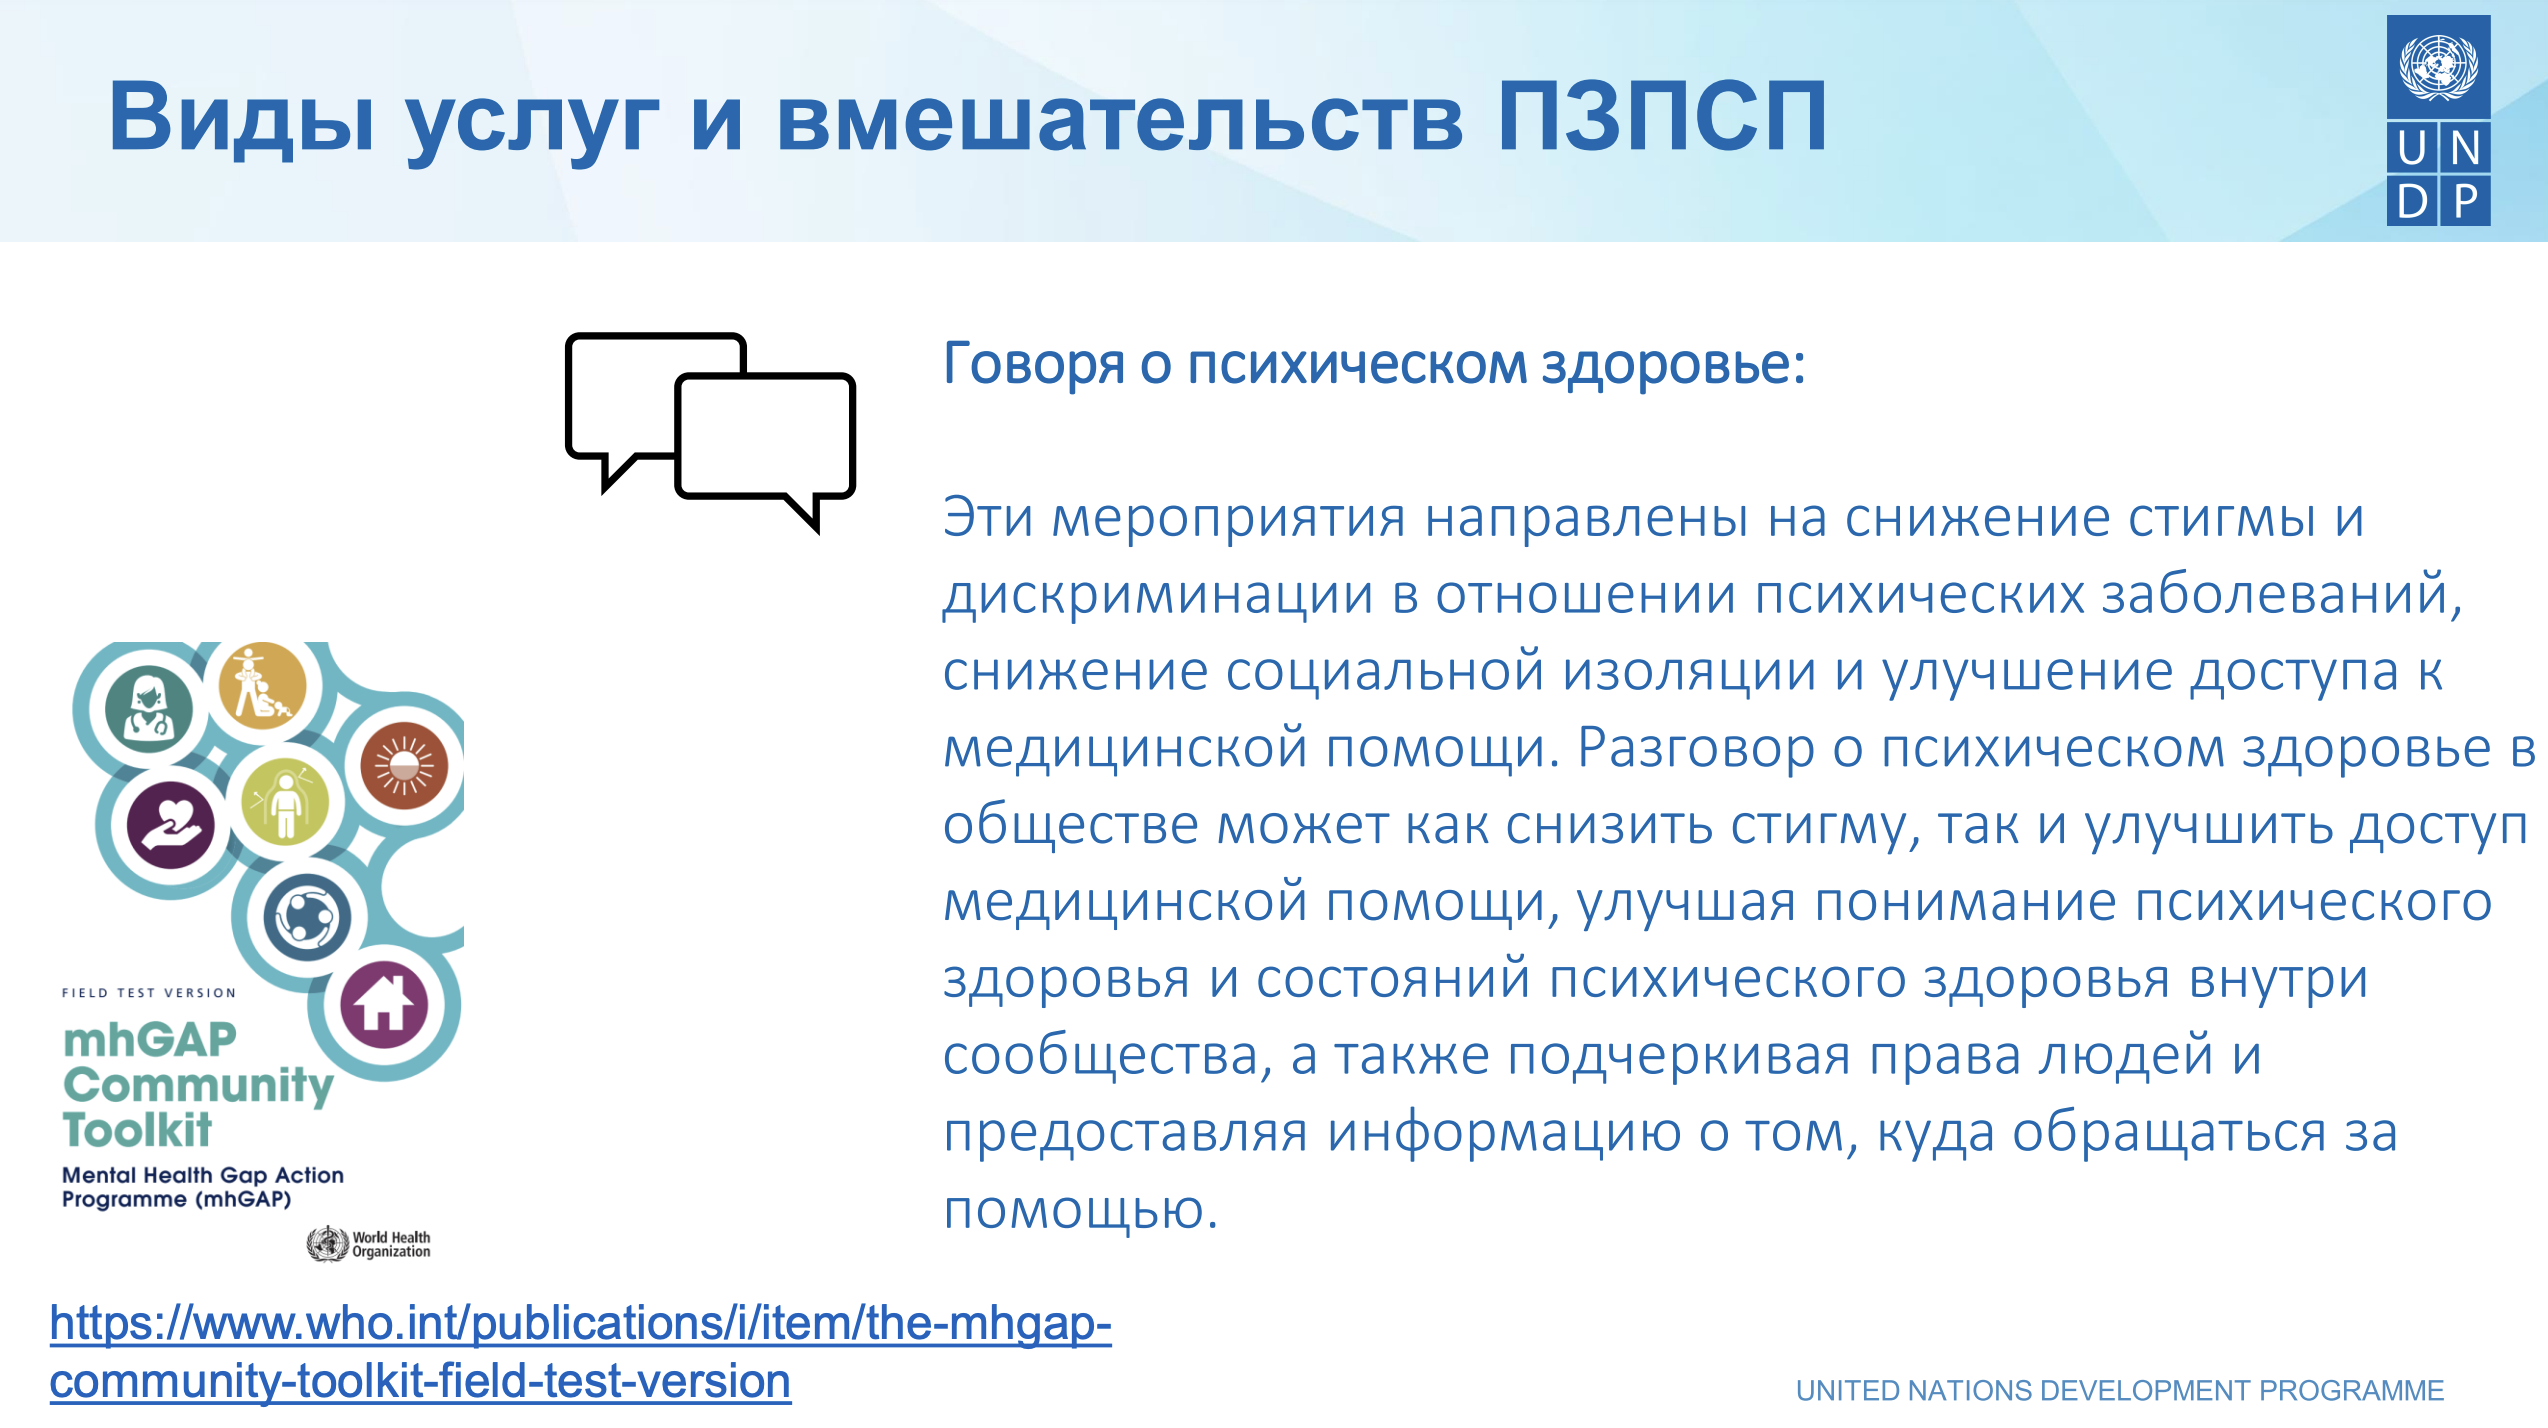 Виды услуг и вмешательств ПЗПСП
UN
DP
Говоря о психическом здоровье:
Эти мероприятия направлены на снижение стигмы и
дискриминации в отношении психических заболеваний,
снижение социальной изоляции и улучшение доступа к
медицинской помощи. Разговор о психическом здоровье в
обществе может как снизить стигму, так и улучшить доступ
медицинской помощи, улучшая понимание психического
здоровья и состояний психического здоровья внутри
сообщества, а также подчеркивая права людей и
предоставляя информацию о том, куда обращаться за
помощью.
FIELD TEST VERSION
mhGAP
Community
Toolkit
Mental Health Gap Action
Programme (mhGAP)
World Health
Organization
https://www.who.int/publications/i/item/the-mhgap-
community-toolkit-field-test-version
UNITED NATIONS DEVELOPMENT PROGRAMME